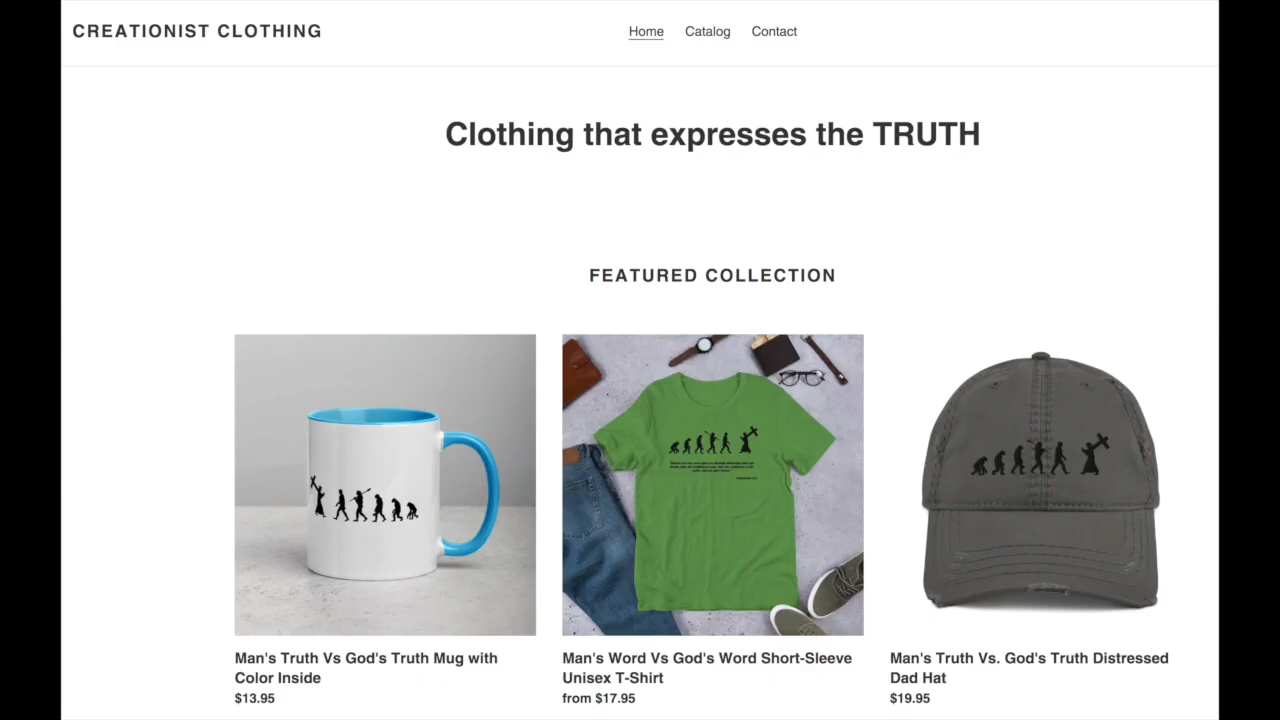 CREATIONIST CLOTHING
Home Catalog Contact
Clothing that expresses the TRUTH
FEATURED COLLECTION
Man's Truth Vs God's Truth Mug with
Color Inside
$13.95
Man's Word Vs God's Word Short-Sleeve
Unisex T-Shirt
from $17.95
Man's Truth Vs. God's Truth Distressed
Dad Hat
$19.95